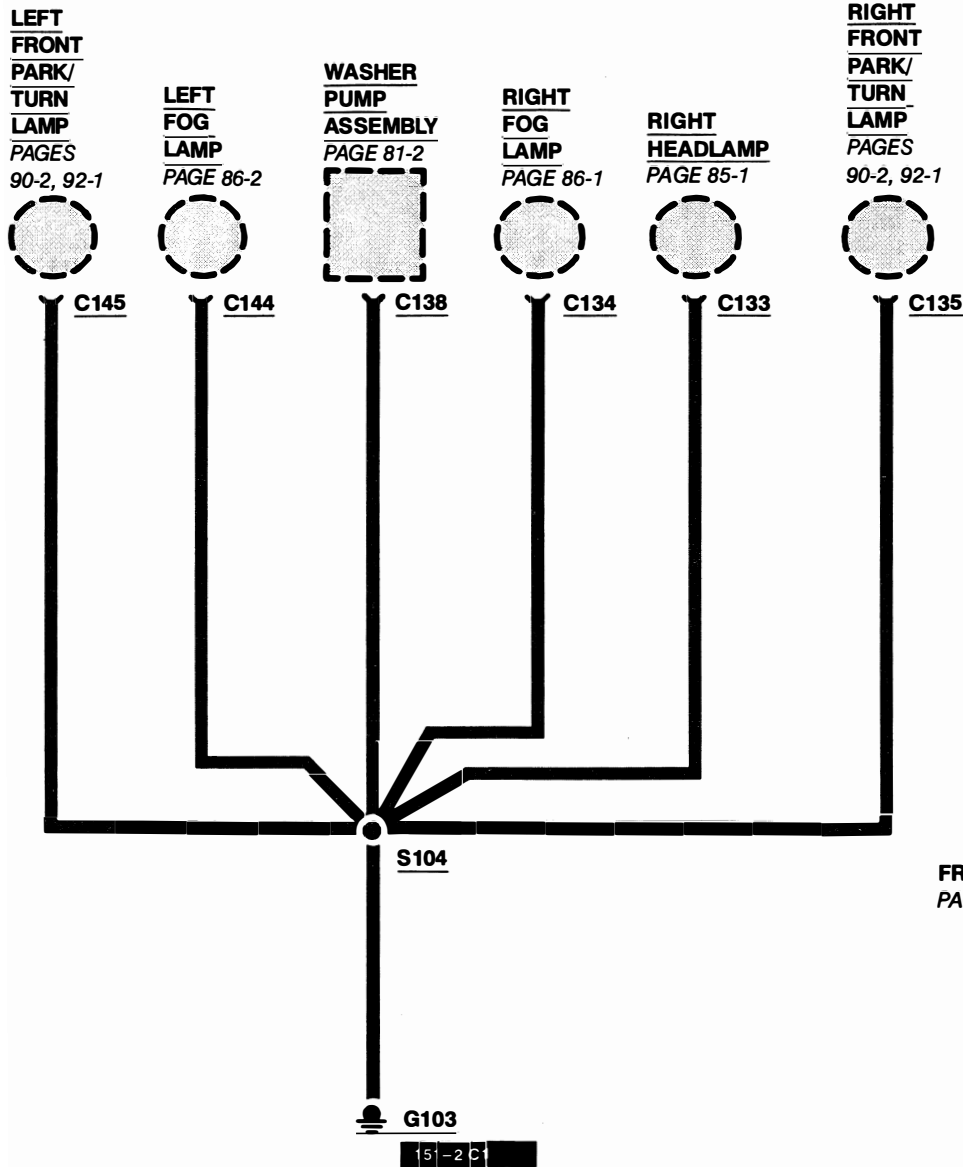 LEFT
FRONT
PARK/
TURN
LAMP
PAGES
90-2, 92-1
LEFT
FOG
LAMP
PAGE 86-2
WASHER
PUMP
ASSEMBLY
PAGE 81-2
RIGHT
FOG
LAMP
PAGE 86-1
RIGHT
HEADLAMP
PAGE 85-1
RIGHT
FRONT
PARK/
TURN
LAMP
PAGES
90-2, 92-1
C145
C144
C138
C134
C133
C135
S104
FR
PA
G103
151-2 C1